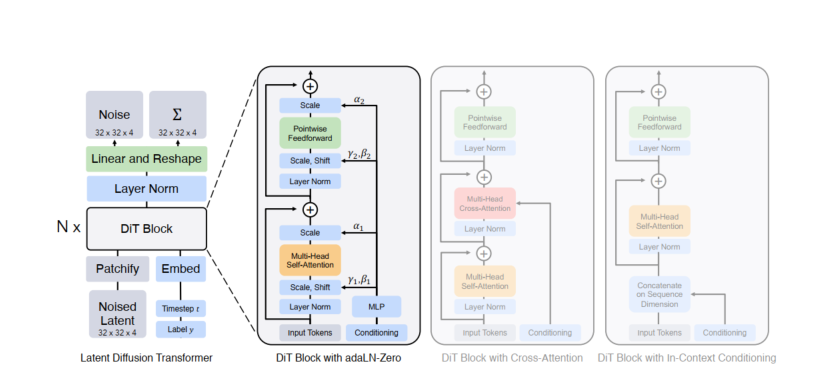 Noise
32 x 32 x 4
Σ
32 x 32 x 4
Linear and Reshape
Layer Norm
N x
DiT Block
Patchify
Embed
Noised
Latent
32 x 32 x 4
Timestep t
Label y
Latent Diffusion Transformer
Scale
α₂
Pointwise
Feedforward
γ₂,β₂
Scale, Shift
Layer Norm
Scale
α₁
Multi-Head
Self-Attention
γ₁,β₁
Scale, Shift
Layer Norm
MLP
Input Tokens
Conditioning
DiT Block with adaLN-Zero
Pointwise
Feedforward
Layer Norm
Multi-Head
Cross-Attention
Layer Norm
Multi-Head
Self-Attention
Layer Norm
Input Tokens
Conditioning
DiT Block with Cross-Attention
Pointwise
Feedforward
Layer Norm
Multi-Head
Self-Attention
Layer Norm
Concatenate
on Sequence
Dimension
Input Tokens
Conditioning
DiT Block with In-Context Conditioning